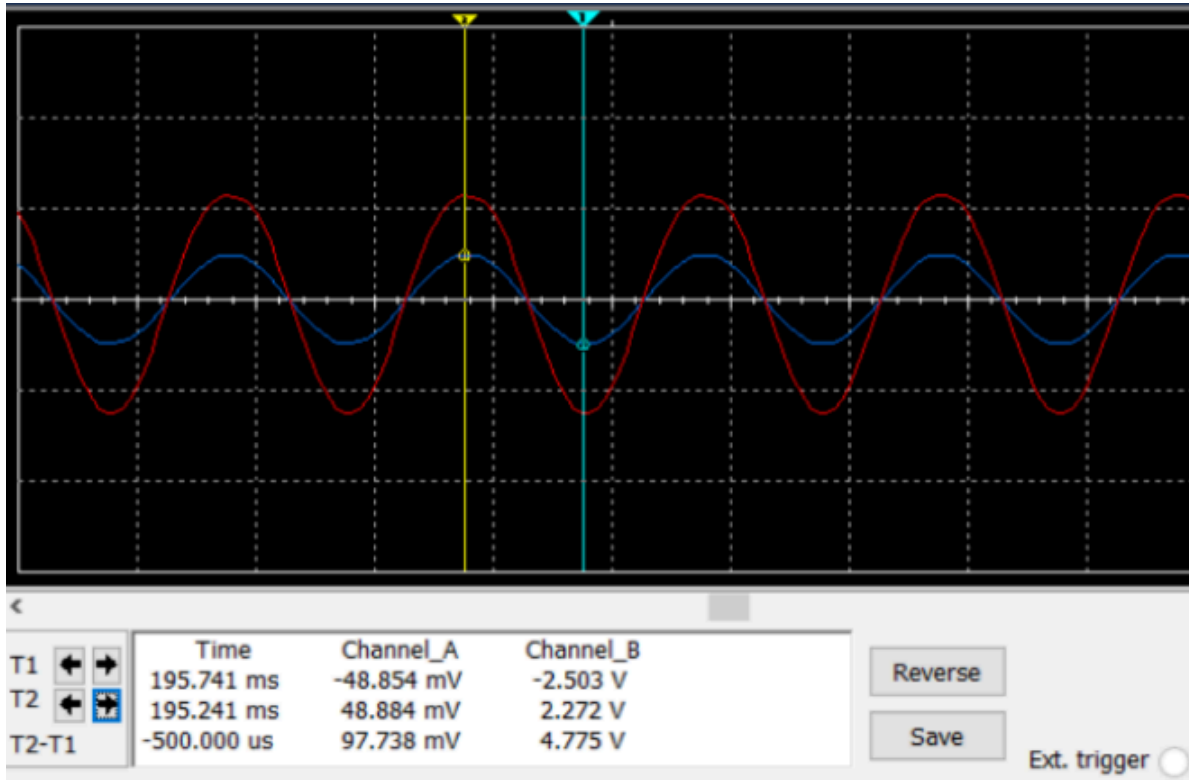 Time Channel_A Channel_B
T1 195.741 ms -48.854 mV -2.503 V
T2 195.241 ms 48.884 mV 2.272 V
T2-T1 -500.000 us 97.738 mV 4.775 V
Reverse
Save
Ext. trigger